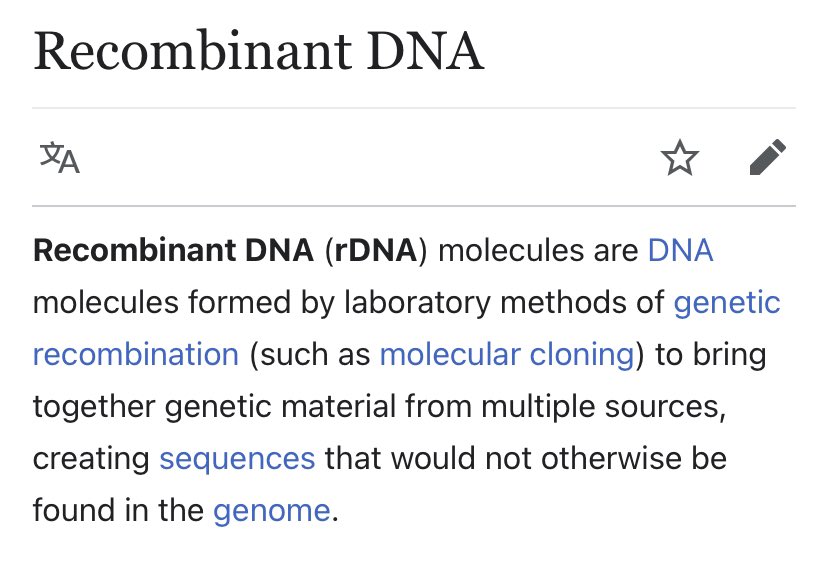 Recombinant DNA
文A
Recombinant DNA (rDNA) molecules are DNA
molecules formed by laboratory methods of genetic
recombination (such as molecular cloning) to bring
together genetic material from multiple sources,
creating sequences that would not otherwise be
found in the genome.